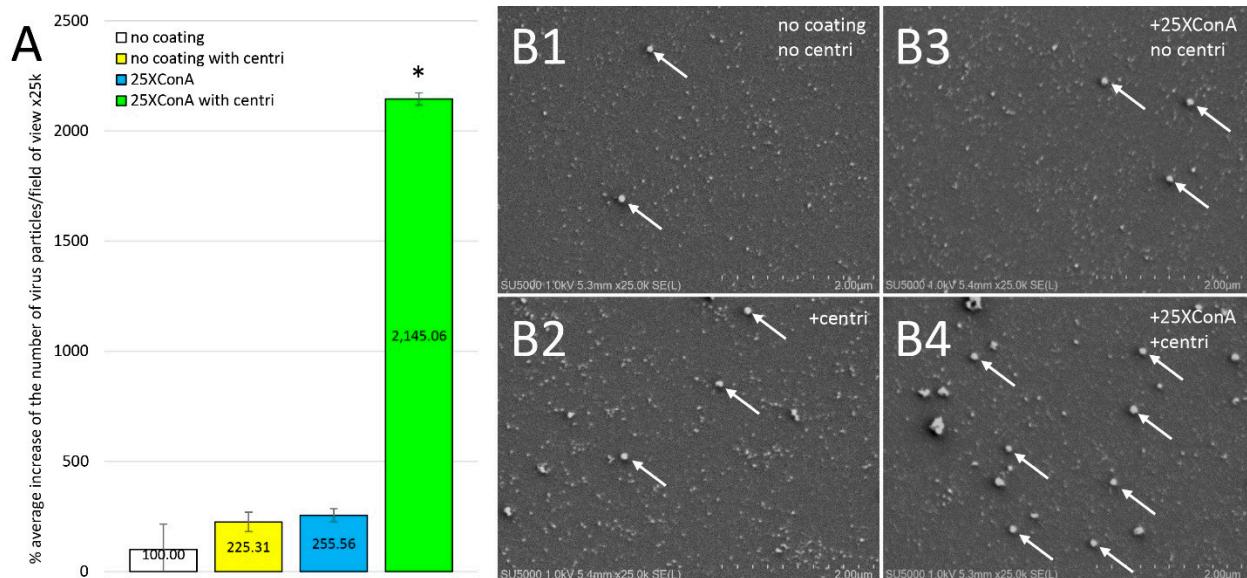 A
% average increase of the number of virus particles/field of view x25k
2500
2000
1500
1000
500
0
no coating
no coating with centri
25XConA
25XConA with centri
*
100.00
225.31
255.56
2,145.06
B1
no coating
no centri
SU5000 1.0kV 5.3mm x25.0k SE(L)
2.00µm
B3
+25XConA
no centri
SU5000 1.0kV 5.4mm x25.0k SE(L)
2.00µm
B2
+centri
SU5000 1.0kV 5.4mm x25.0k SE(L)
2.00µm
B4
+25XConA
+centri
SU5000 1.0kV 5.3mm x25.0k SE(L)
2.00µm